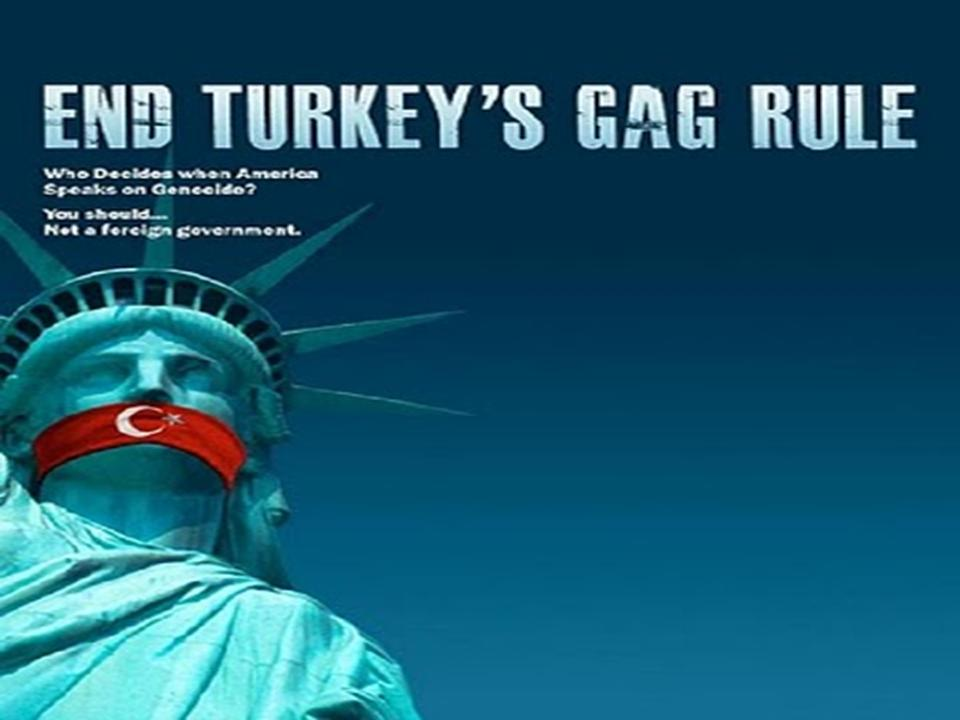 END TURKEY'S GAG RULE
Who Decides when America
Speaks on Genocide?
You should....
Not a foreign government.